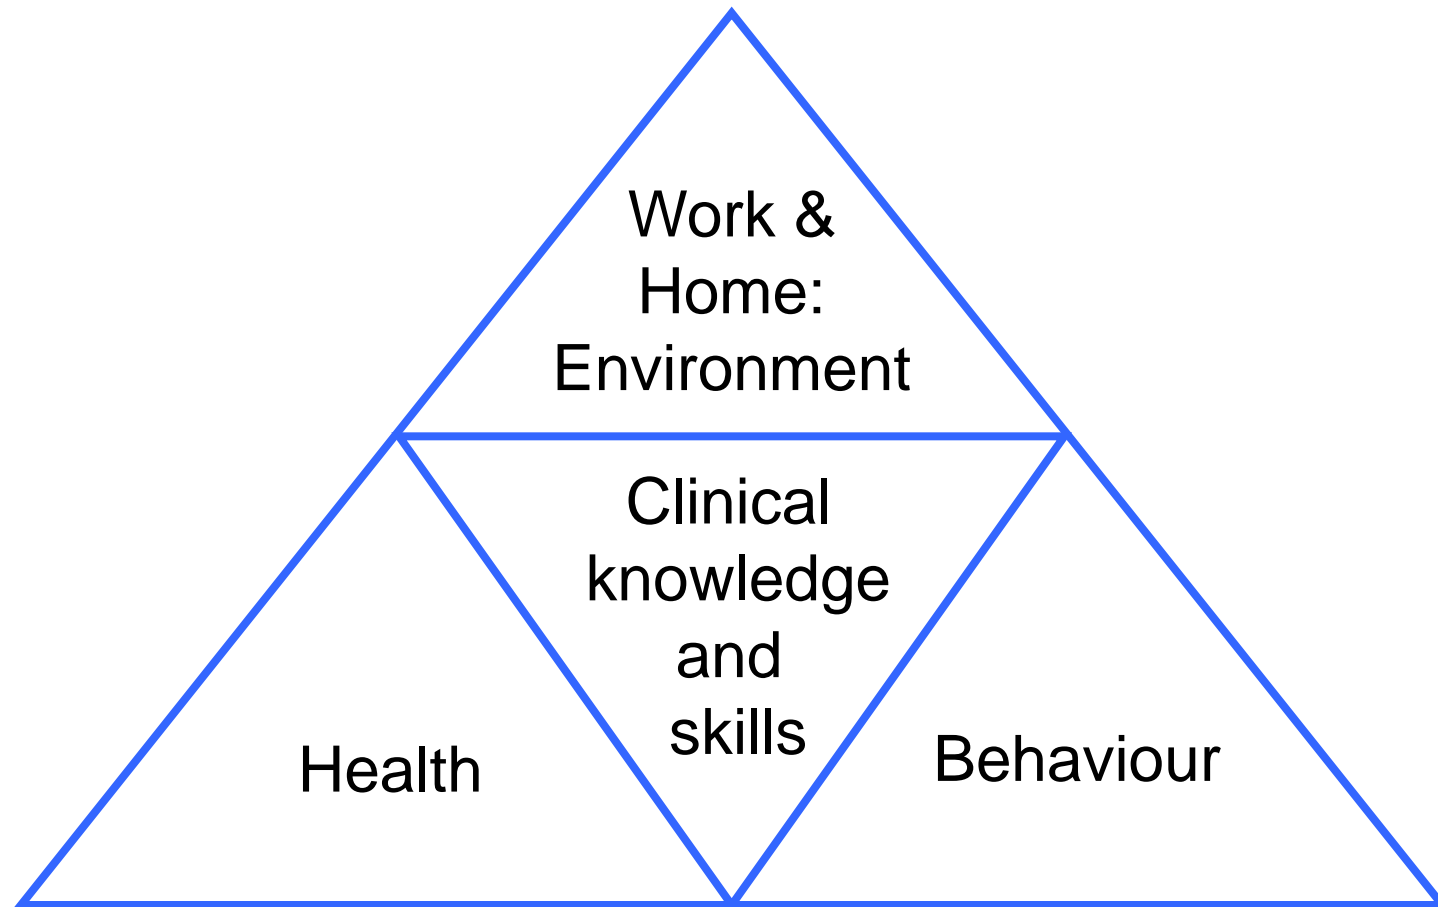 Work &
Home:
Environment
Clinical
knowledge
and
skills
Health
Behaviour